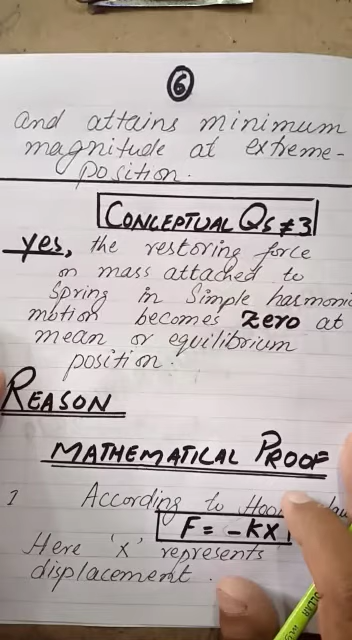 6
and attains minimum
magnitude at extreme-
position.
CONCEPTUAL QS #3
yes, the restoring force
on mass attached to
Spring in Simple harmonic
motion becomes zero at
mean or equilibrium
position.
REASON
MATHEMATICAL PROOF
1 According to
F = -KX
Here 'x' represents
displacement.